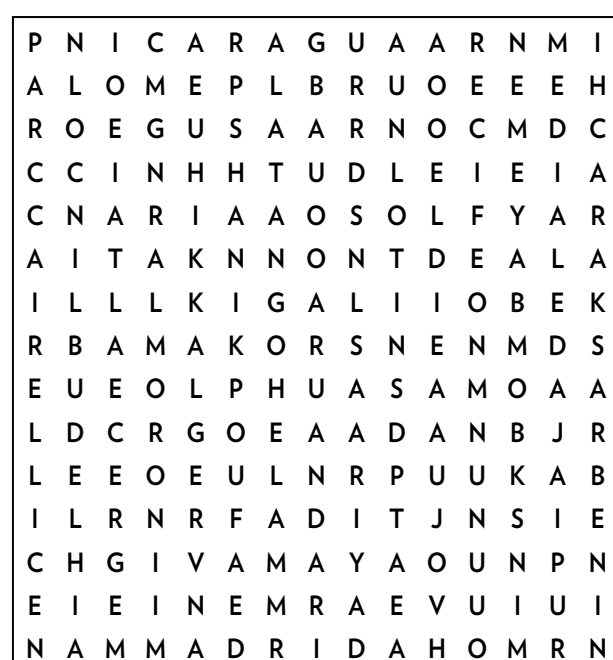 P N I C A R A G U A A R N M I
A L O M E P L B R U O E E E H
R O E G U S A A R N O C M D C
C C I N H H T U D L E I E I A
C N A R I A A O S O L F Y A R
A I T A K N N O N T D E A L A
I L L L K I G A L I I O B E K
R B A M A K O R S N E N M D S
E U E O L P H U A S A M O A A
L D C R G O E A A D A N B J R
L E E O E U L N R P U U K A B
I L R N R F A D I T J N S I E
C H G I V A M A Y A O U N P N
E I E I N E M R A E V U I U I
N A M M A D R I D A H O M R N